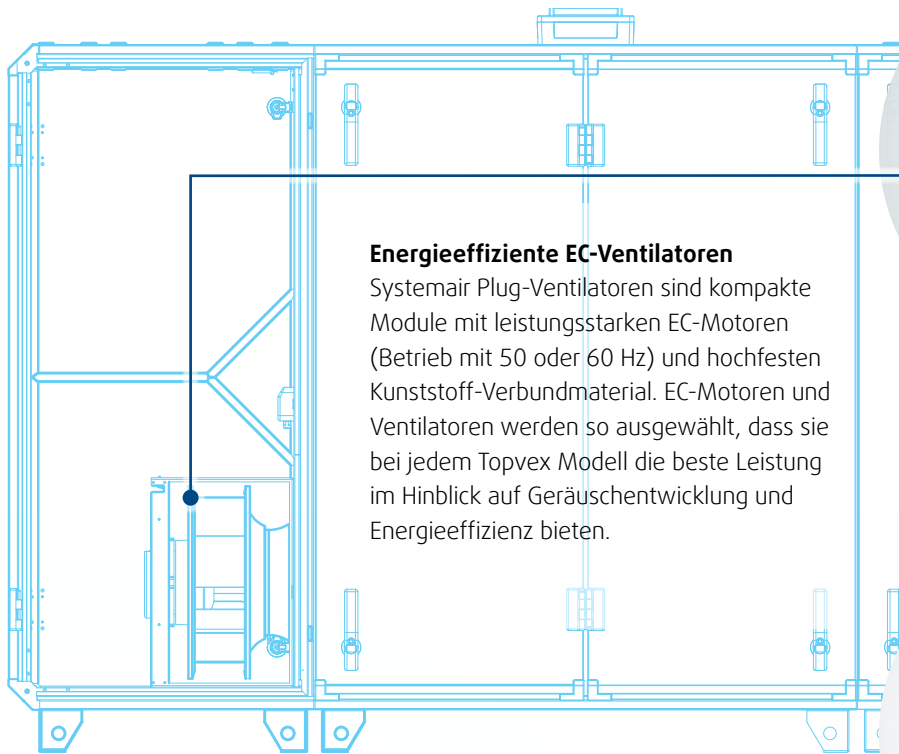 Energieeffiziente EC-Ventilatoren
Systemair Plug-Ventilatoren sind kompakte
Module mit leistungsstarken EC-Motoren
(Betrieb mit 50 oder 60 Hz) und hochfesten
Kunststoff-Verbundmaterial. EC-Motoren und
Ventilatoren werden so ausgewählt, dass sie
bei jedem Topvex Modell die beste Leistung
im Hinblick auf Geräuschentwicklung und
Energieeffizienz bieten.